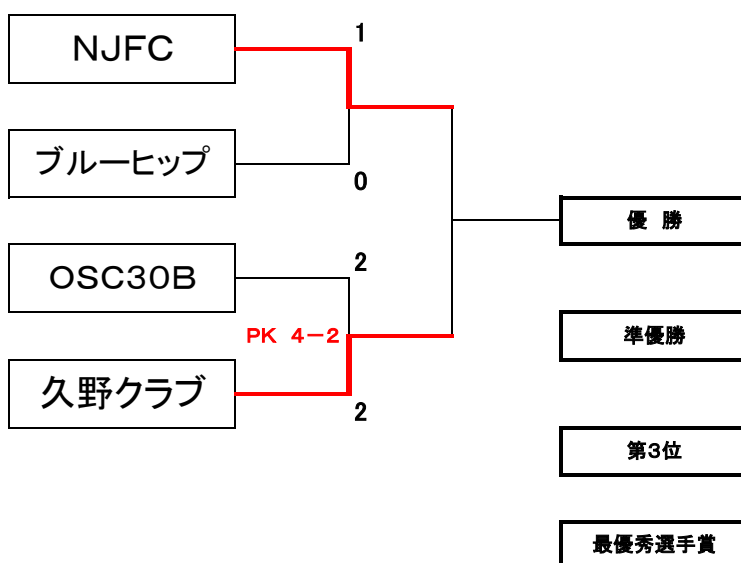 1
NJFC
ブルーヒップ
0
優 勝
2
OSC30B
PK 4-2
準優勝
久野クラブ
2
第3位
最優秀選手賞